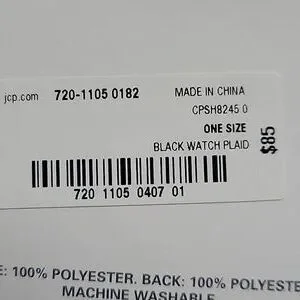 jcp.com 720-1105 0182 MADE IN CHINA
CPSH8245.0
ONE SIZE
BLACK WATCH PLAID
$85
720 1105 0407 01
E: 100% POLYESTER. BACK: 100% POLYESTE
MACHINE WASHABLE